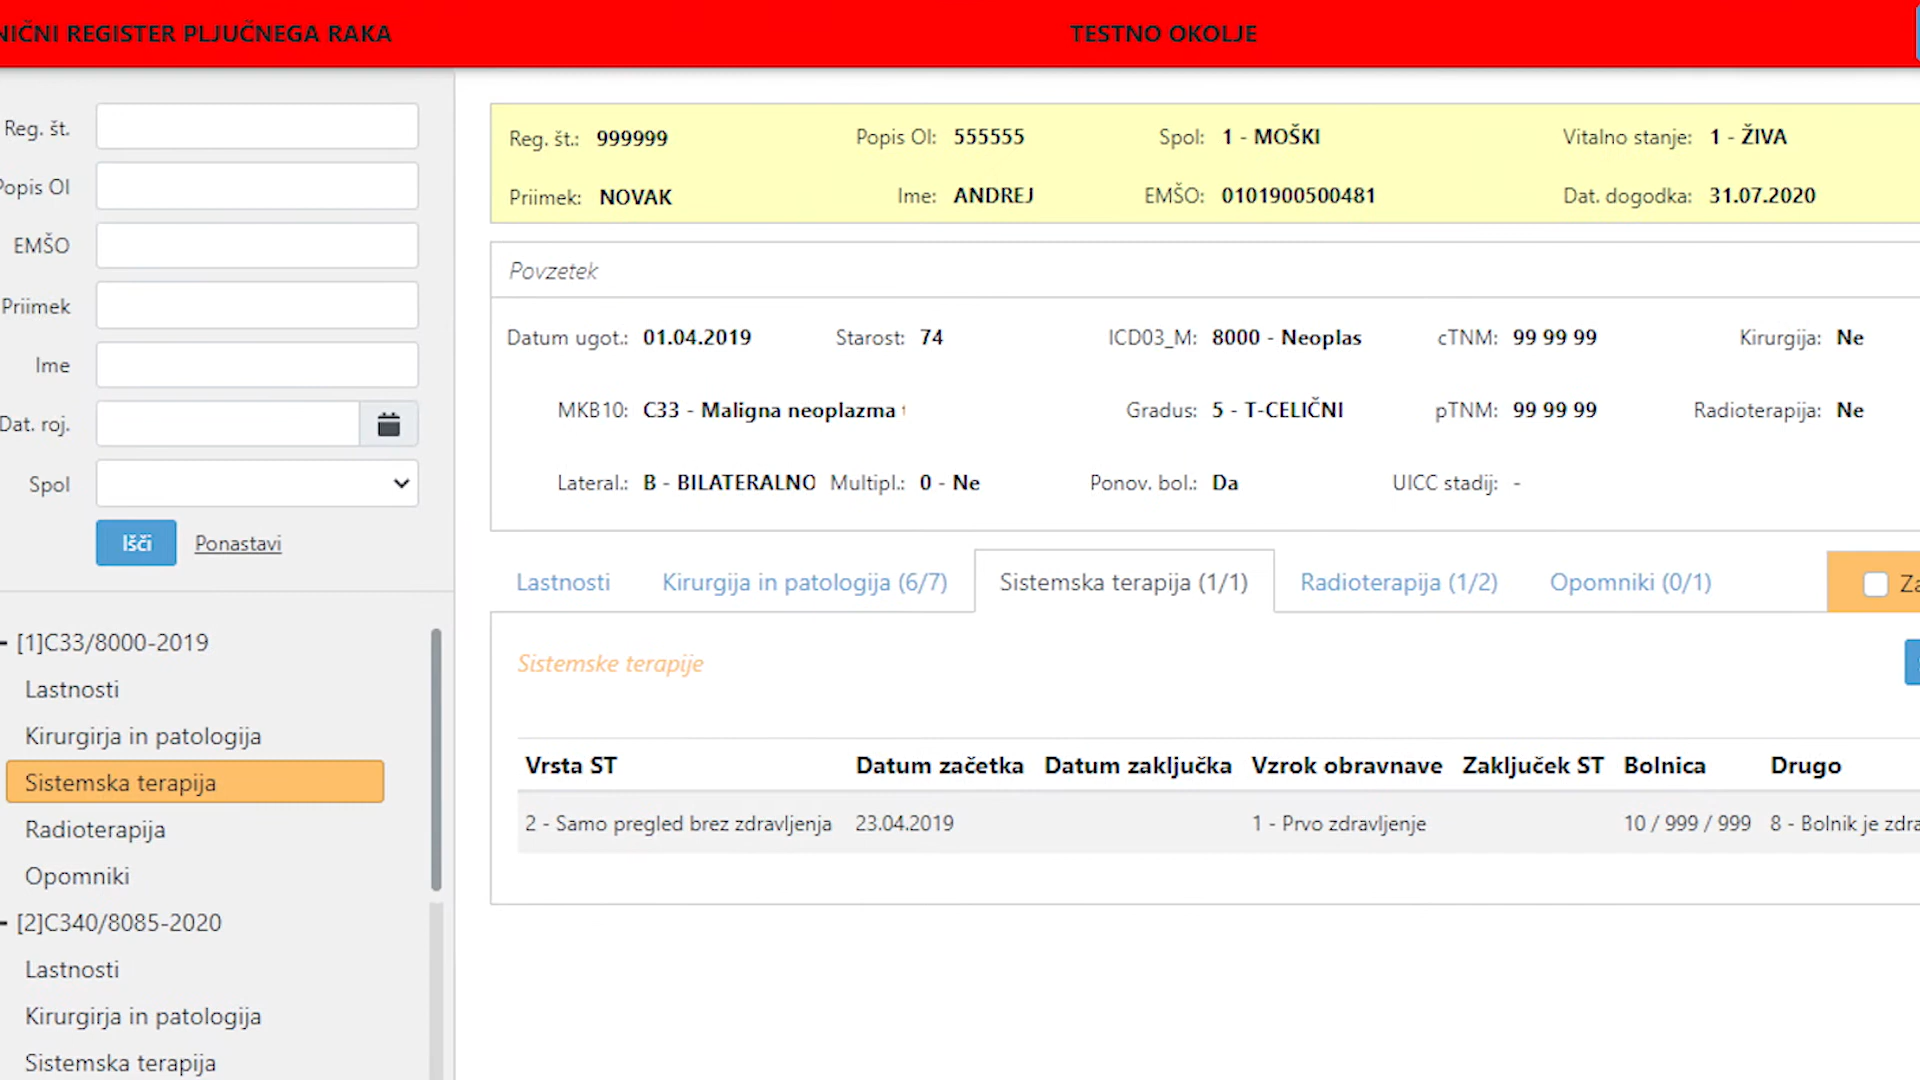 REGISTER PLJUČNEGA RAKA
TESTNO OKOLJE
Reg. št.
Popis OI
EMŠO
Priimek
Ime
Dat. roj.
Spol
Išči
Ponastavi
- [1]C33/8000-2019
Lastnosti
Kirurgirja in patologija
Sistemska terapija
Radioterapija
Opomniki
- [2]C340/8085-2020
Lastnosti
Kirurgirja in patologija
Sistemska terapija
Reg. št.: 999999 Popis OI: 555555 Spol: 1 - MOŠKI Vitalno stanje: 1 - ŽIVA
Priimek: NOVAK Ime: ANDREJ EMŠO: 0101900500481 Dat. dogodka: 31.07.2020
Povzetek
Datum ugot.: 01.04.2019 Starost: 74 ICD03_M: 8000 - Neoplas cTNM: 99 99 99 Kirurgija: Ne
MKB10: C33 - Maligna neoplazma Gradus: 5 - T-CELIČNI pTNM: 99 99 99 Radioterapija: Ne
Lateral.: B - BILATERALNO Multipl.: 0 - Ne Ponov. bol.: Da UICC stadij: -
Lastnosti Kirurgija in patologija (6/7) Sistemska terapija (1/1) Radioterapija (1/2) Opomniki (0/1)
Sistemske terapije
Vrsta ST Datum začetka Datum zaključka Vzrok obravnave Zaključek ST Bolnica Drugo
2 - Samo pregled brez zdravljenja 23.04.2019 1 - Prvo zdravljenje 10 / 999 / 999 8 - Bolnik je